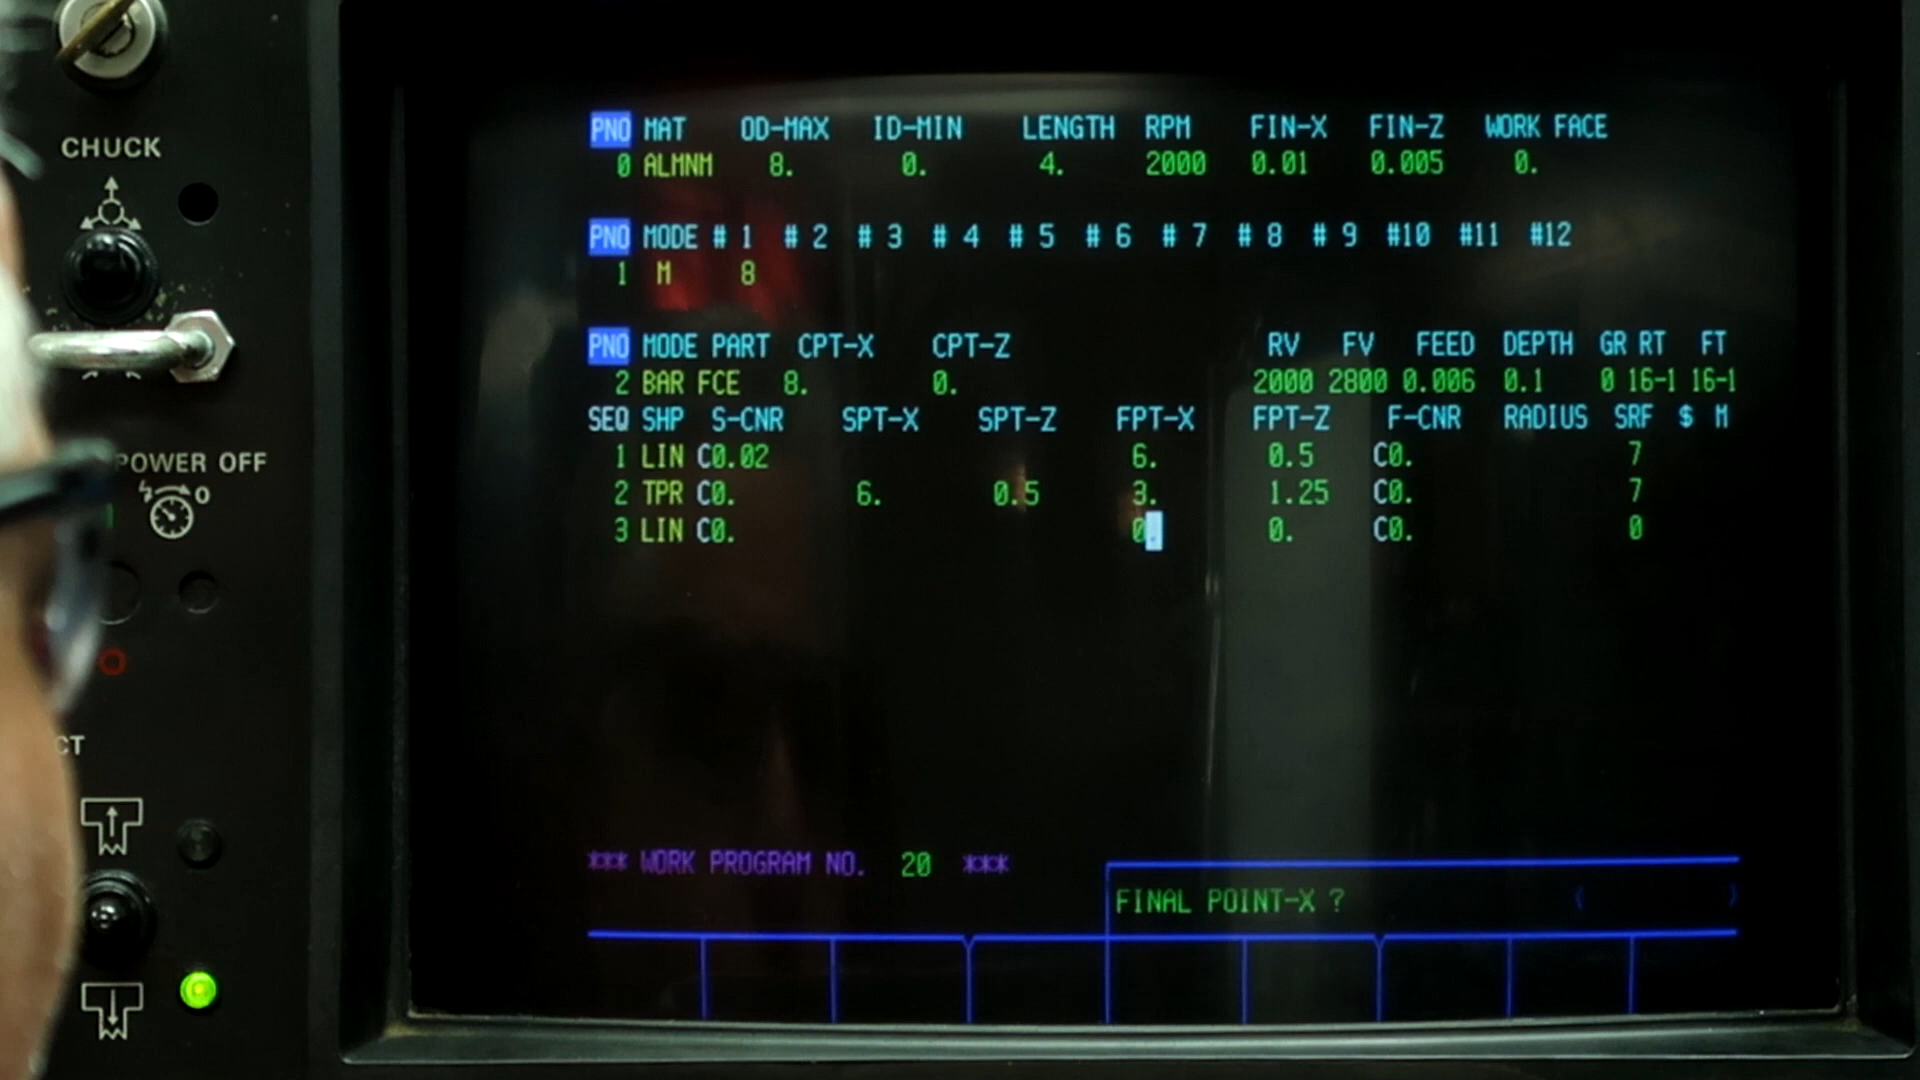 CHUCK
POWER OFF
O
CT
PNO MAT OD-MAX ID-MIN LENGTH RPM FIN-X FIN-Z WORK FACE
0 ALMNM 8. 0. 4. 2000 0.01 0.005 0.
PNO MODE # 1 # 2 # 3 # 4 # 5 # 6 # 7 # 8 # 9 #10 #11 #12
1 M 8
PNO MODE PART CPT-X CPT-Z RV FV FEED DEPTH GR RT FT
2 BAR FCE 8. 0. 2000 2800 0.006 0.1 0 16-1 16-1
SEQ SHP S-CNR SPT-X SPT-Z FPT-X FPT-Z F-CNR RADIUS SRF $ M
1 LIN C0.02 6. 0.5 C0. 7
2 TPR C0. 6. 0.5 3. 1.25 C0. 7
3 LIN C0. 0. 0. C0. 0
*** WORK PROGRAM NO. 20 ***
FINAL POINT-X ? ( )